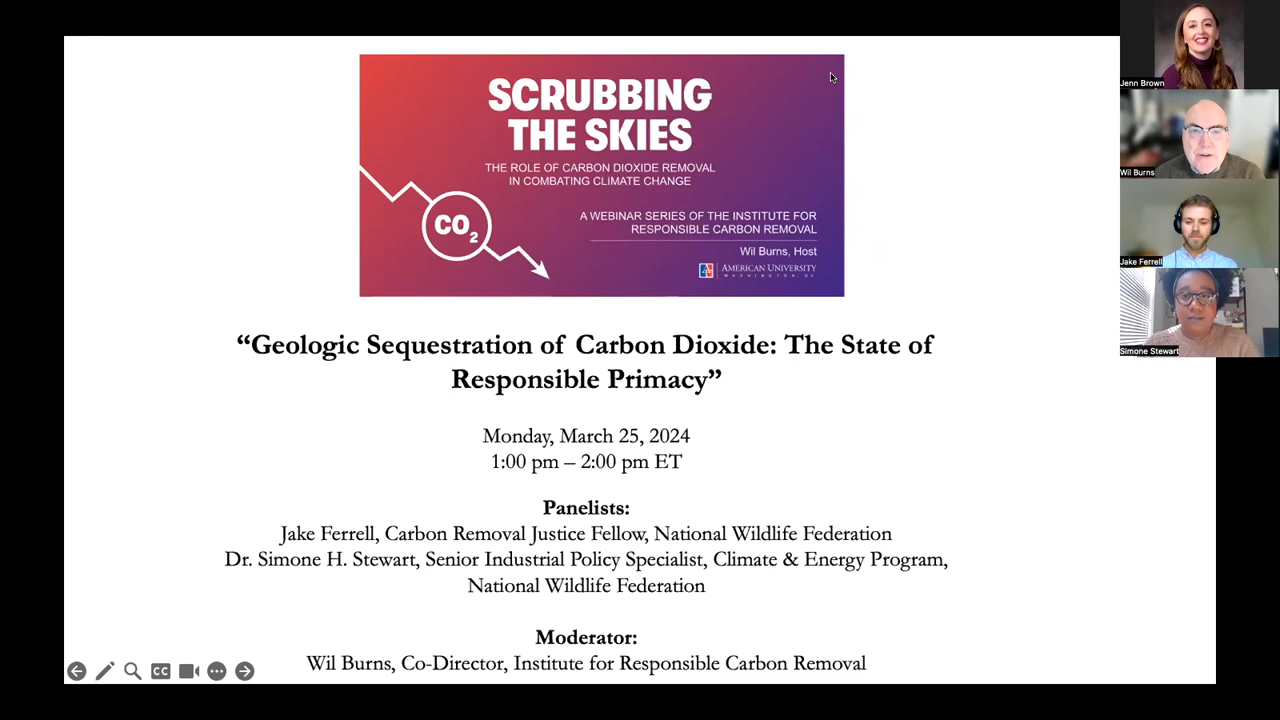 SCRUBBING
THE SKIES
THE ROLE OF CARBON DIOXIDE REMOVAL
IN COMBATING CLIMATE CHANGE
CO2
A WEBINAR SERIES OF THE INSTITUTE FOR
RESPONSIBLE CARBON REMOVAL
Wil Burns, Host
AMERICAN UNIVERSITY
WASHINGTON, DC
“Geologic Sequestration of Carbon Dioxide: The State of
Responsible Primacy”
Monday, March 25, 2024
1:00 pm – 2:00 pm ET
Panelists:
Jake Ferrell, Carbon Removal Justice Fellow, National Wildlife Federation
Dr. Simone H. Stewart, Senior Industrial Policy Specialist, Climate & Energy Program,
National Wildlife Federation
Moderator:
Wil Burns, Co-Director, Institute for Responsible Carbon Removal
CC
Jenn Brown
Wil Burns
Jake Ferrell
Simone Stewart